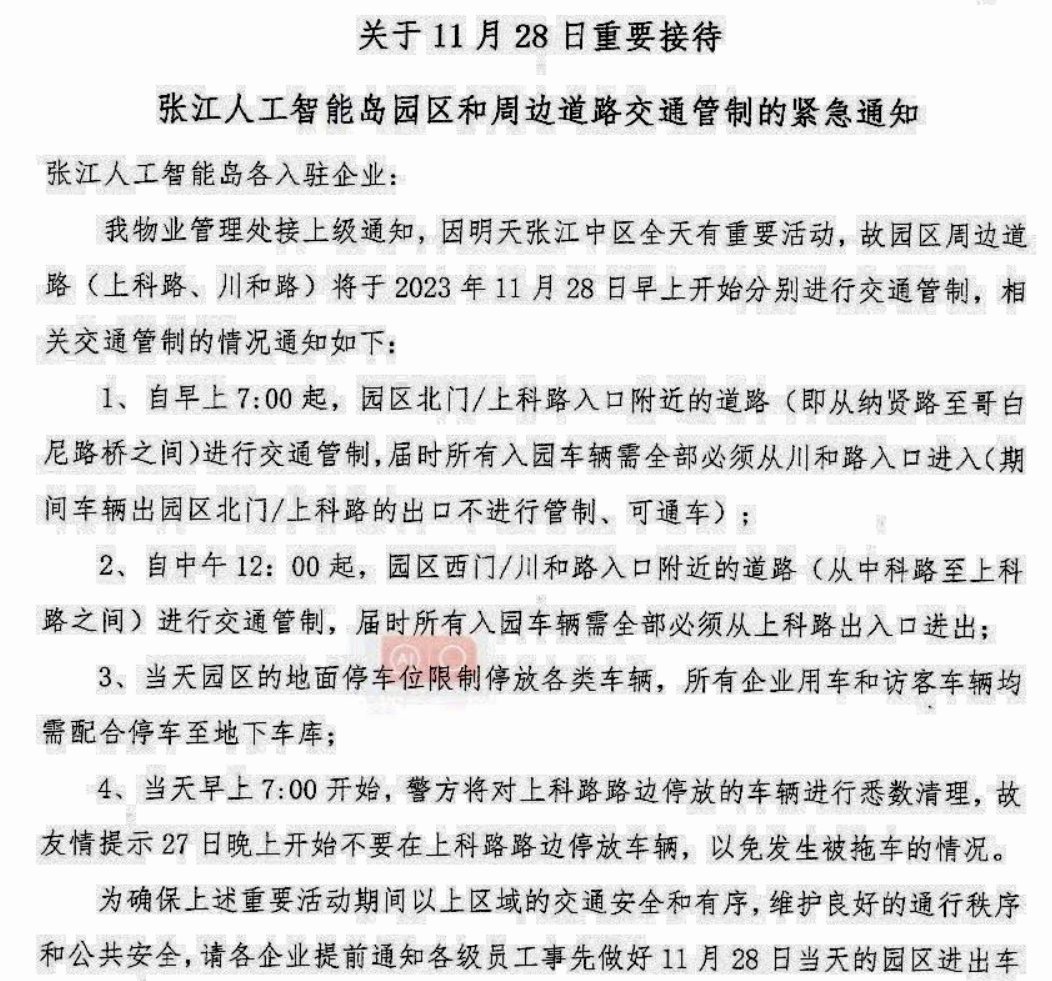 关于 11 月 28 日重要接待
张江人工智能岛园区和周边道路交通管制的紧急通知
张江人工智能岛各入驻企业：
我物业管理处接上级通知，因明天张江中区全天有重要活动，故园区周边道
路（上科路、川和路）将于 2023 年 11 月 28 日早上开始分别进行交通管制，相
关交通管制的情况通知如下：
1、自早上 7:00 起，园区北门/上科路入口附近的道路（即从纳贤路至哥白
尼路桥之间)进行交通管制,届时所有入园车辆需全部必须从川和路入口进入(期
间车辆出园区北门/上科路的出口不进行管制、可通车）；
2、自中午 12：00 起，园区西门/川和路入口附近的道路（从中科路至上科
路之间）进行交通管制，届时所有入园车辆需全部必须从上科路出入口进出；
3、当天园区的地面停车位限制停放各类车辆，所有企业用车和访客车辆均
需配合停车至地下车库；
4、当天早上 7:00 开始，警方将对上科路路边停放的车辆进行悉数清理，故
友情提示 27 日晚上开始不要在上科路路边停放车辆，以免发生被拖车的情况。
为确保上述重要活动期间以上区域的交通安全和有序,维护良好的通行秩序
和公共安全,请各企业提前通知各级员工事先做好 11 月 28 日当天的园区进出车